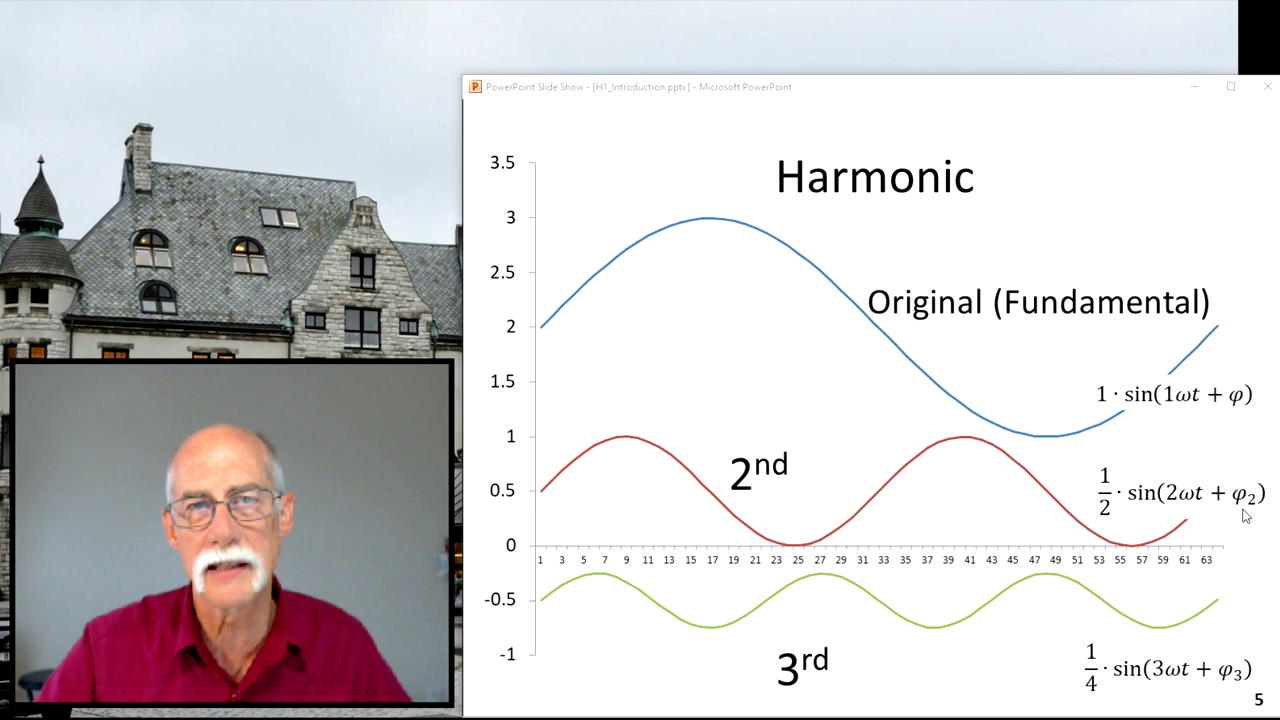 PowerPoint Slide Show - [H1_Introduction.pptx] - Microsoft PowerPoint
Harmonic
3.5
3
2.5
2
1.5
1
0.5
0
-0.5
-1
Original (Fundamental)
1 · sin(1ωt + φ)
2nd
1/2 · sin(2ωt + φ₂)
1 3 5 7 9 11 13 15 17 19 21 23 25 27 29 31 33 35 37 39 41 43 45 47 49 51 53 55 57 59 61 63
3rd
1/4 · sin(3ωt + φ₃)
5